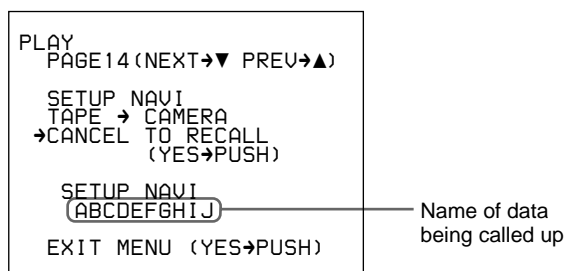 PLAY
PAGE14(NEXT➔▼ PREV➔▲)
SETUP NAVI
TAPE ➔ CAMERA
➔CANCEL TO RECALL
(YES➔PUSH)
SETUP NAVI
ABCDEFGHIJ
EXIT MENU (YES➔PUSH)
Name of data
being called up